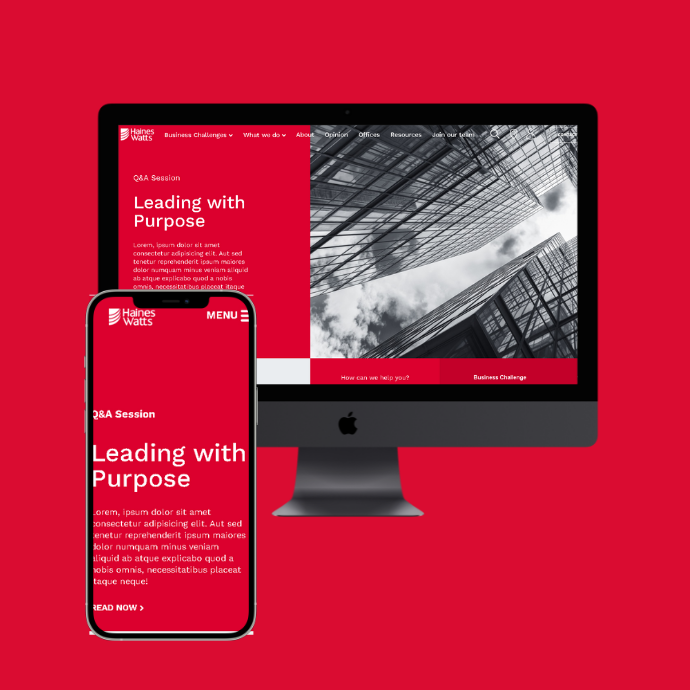 Haines
Watts
Business Challenges
What we do
About
Opinion
Offices
Resources
Join our team
Q&A Session
Leading with
Purpose
Lorem, ipsum dolor sit amet
consectetur adipisicing elit. Aut sed
tenetur reprehenderit ipsum maiores
dolor numquam minus veniam aliquid
ab atque explicabo quod a nobis
omnis, necessitatibus placeat itaque
How can we help you?
Business Challenge
Haines
Watts
MENU
Q&A Session
Leading with
Purpose
Lorem, ipsum dolor sit amet
consectetur adipisicing elit. Aut sed
tenetur reprehenderit ipsum maiores
dolor numquam minus veniam
aliquid ab atque explicabo quod a
nobis omnis, necessitatibus placeat
itaque neque!
READ NOW